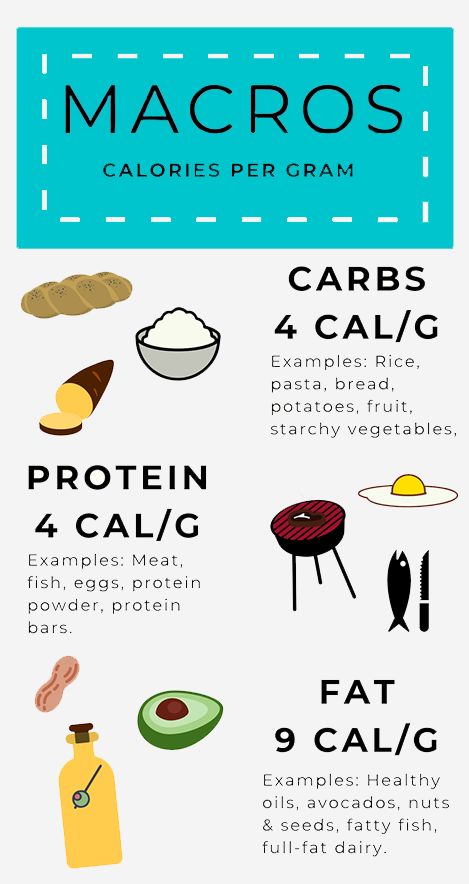 MACROS
CALORIES PER GRAM
CARBS
4 CAL/G
Examples: Rice,
pasta, bread,
potatoes, fruit,
starchy vegetables,
PROTEIN
4 CAL/G
Examples: Meat,
fish, eggs, protein
powder, protein
bars.
FAT
9 CAL/G
Examples: Healthy
oils, avocados, nuts
& seeds, fatty fish,
full-fat dairy.